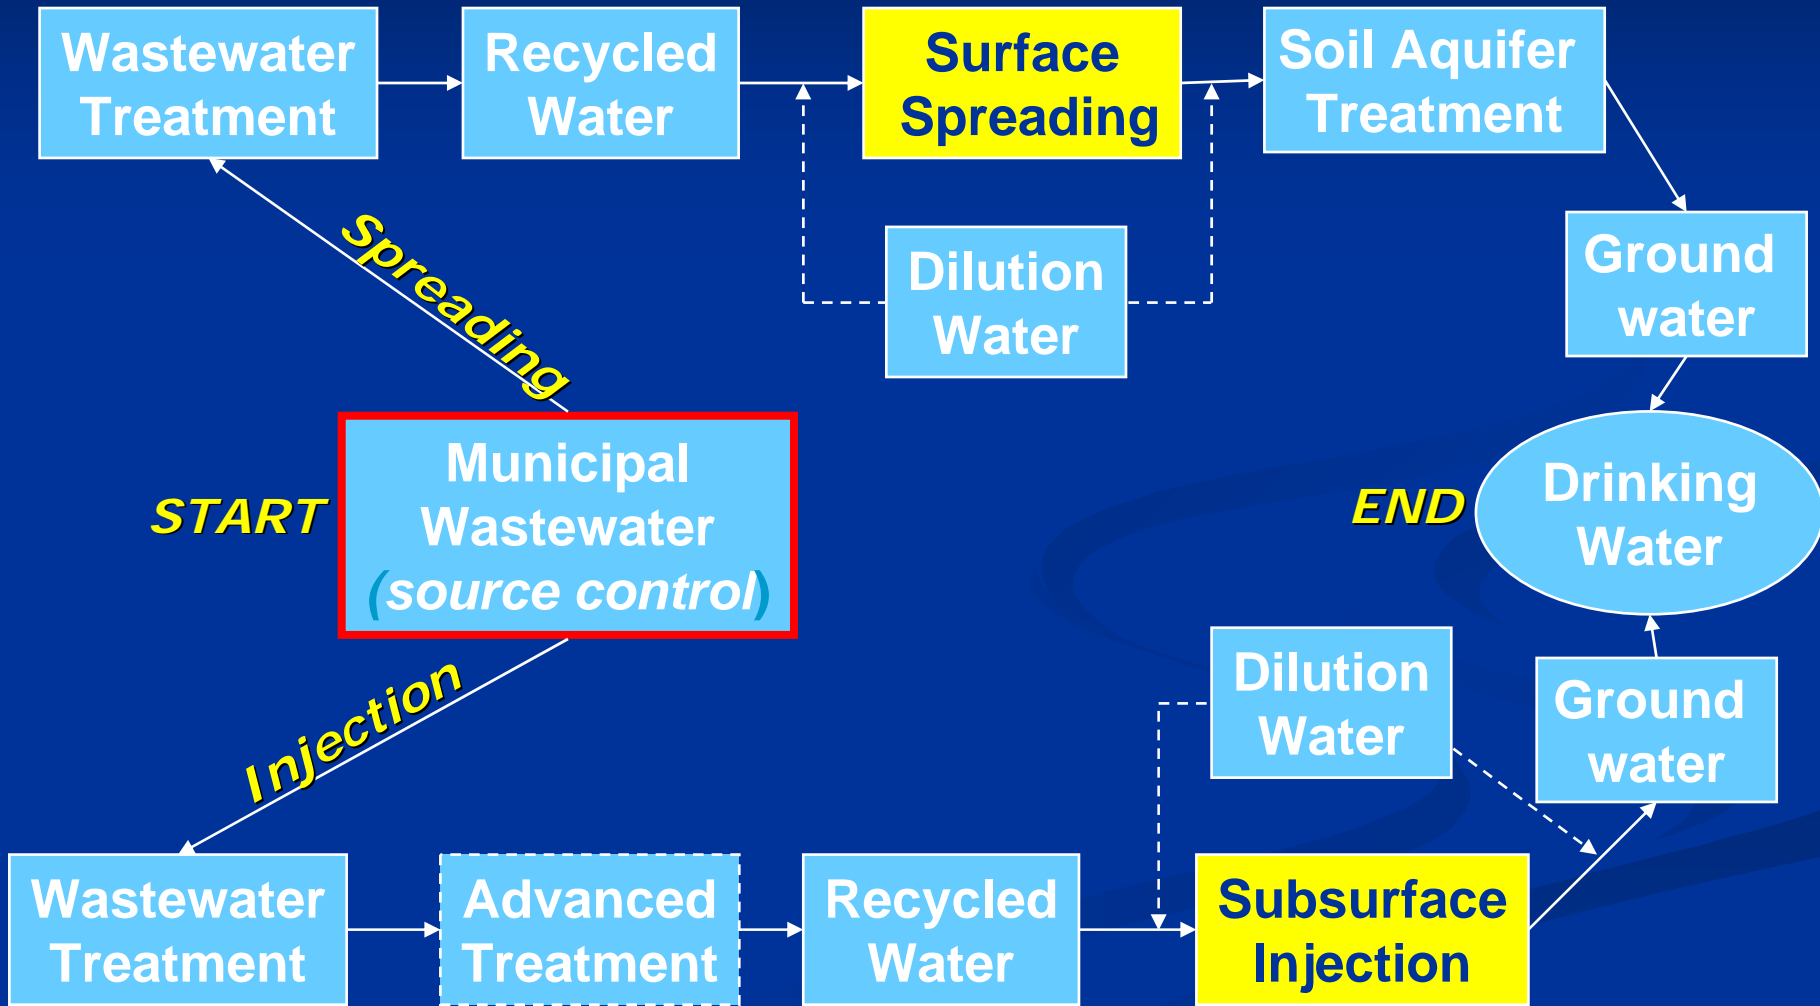 Wastewater
Treatment
Recycled
Water
Surface
Spreading
Soil Aquifer
Treatment
Spreading
Dilution
Water
Ground
water
START
Municipal
Wastewater
(source control)
END
Drinking
Water
Injection
Dilution
Water
Ground
water
Wastewater
Treatment
Advanced
Treatment
Recycled
Water
Subsurface
Injection